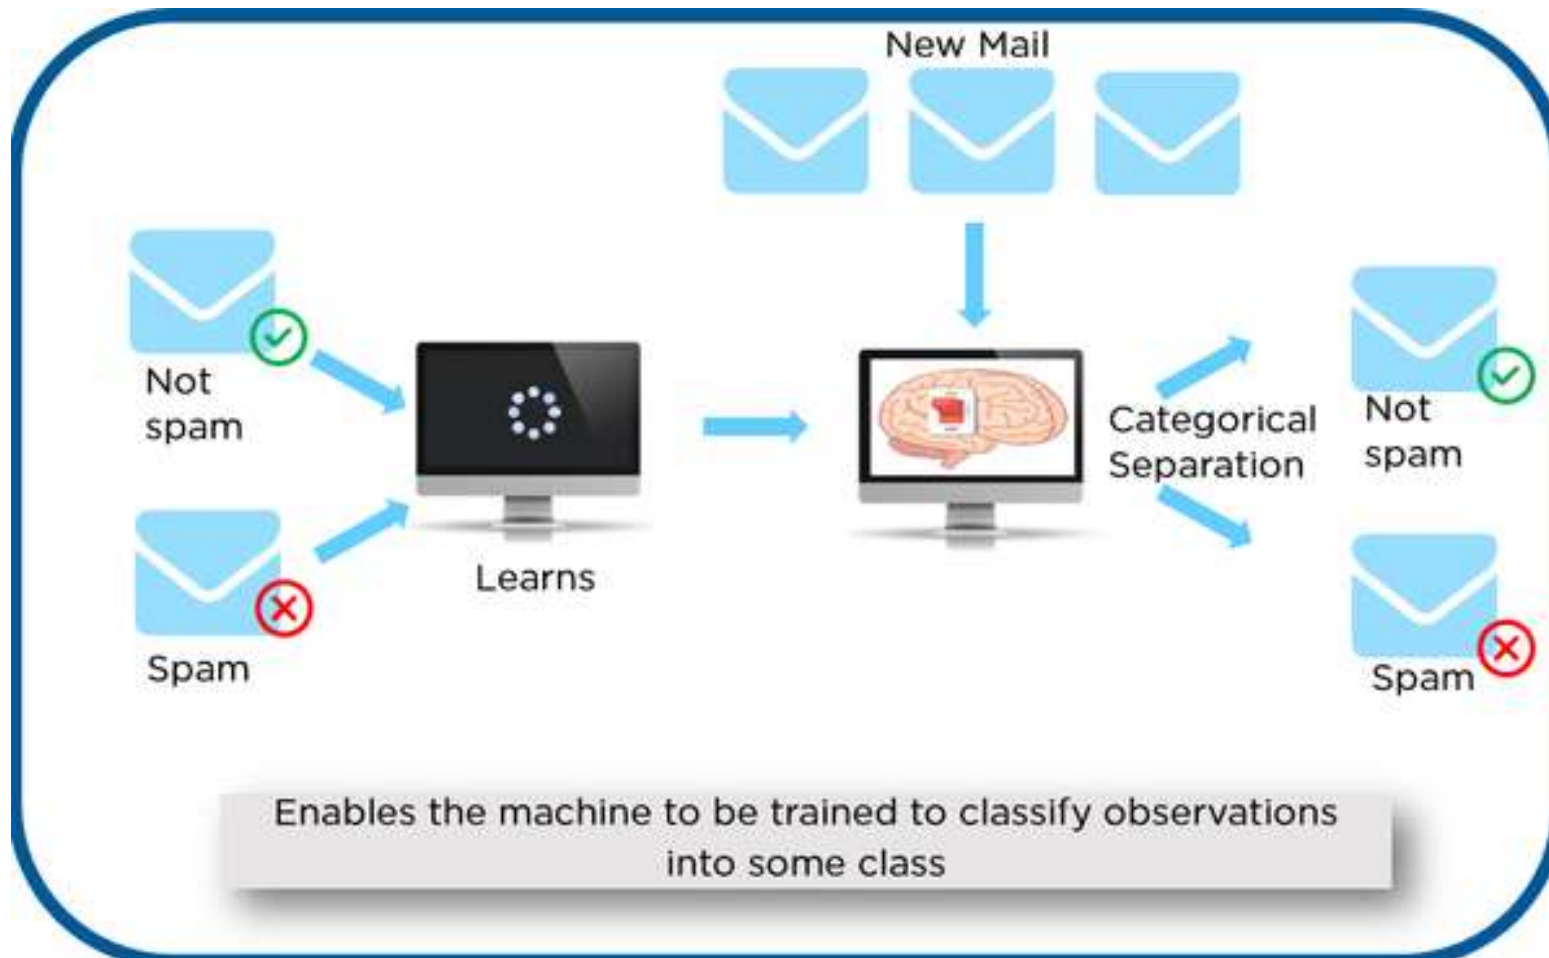 New Mail
Not
spam
Spam
Learns
Categorical
Separation
Not
spam
Spam
Enables the machine to be trained to classify observations
into some class